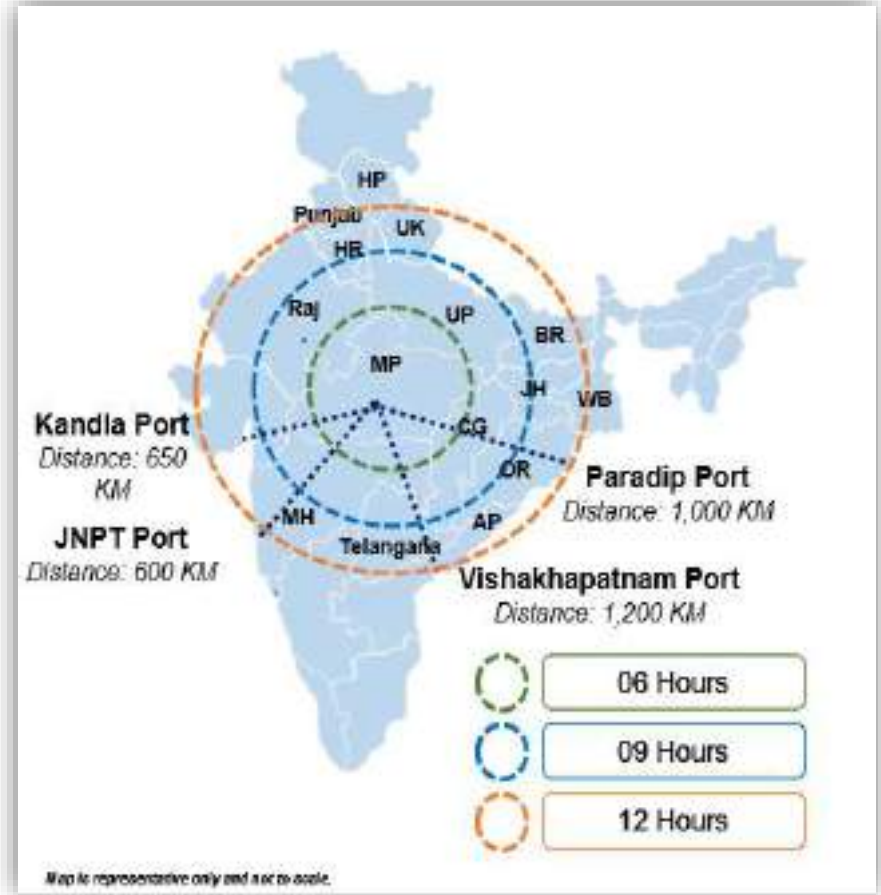 HP
Punjab
UK
HR
Raj
UP
BR
MP
JH
WB
CG
Kandla Port
Distance: 650
KM
OR
Paradip Port
Distance: 1,000 KM
MH
AP
JNPT Port
Distance: 600 KM
Telangana
Vishakhapatnam Port
Distance: 1,200 KM
06 Hours
09 Hours
12 Hours
Map is representative only and not to scale.